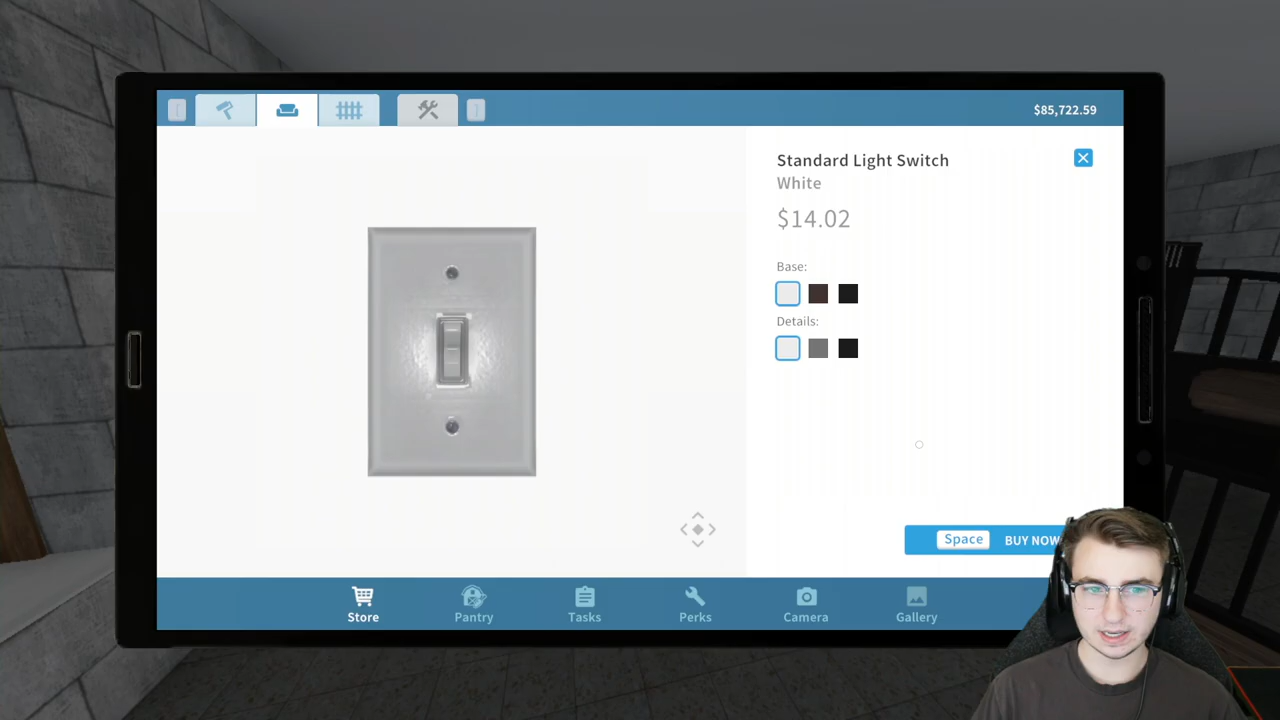 $85,722.59
Standard Light Switch
White
$14.02
Base:
Details:
Space BUY NOW
Store
Pantry
Tasks
Perks
Camera
Gallery